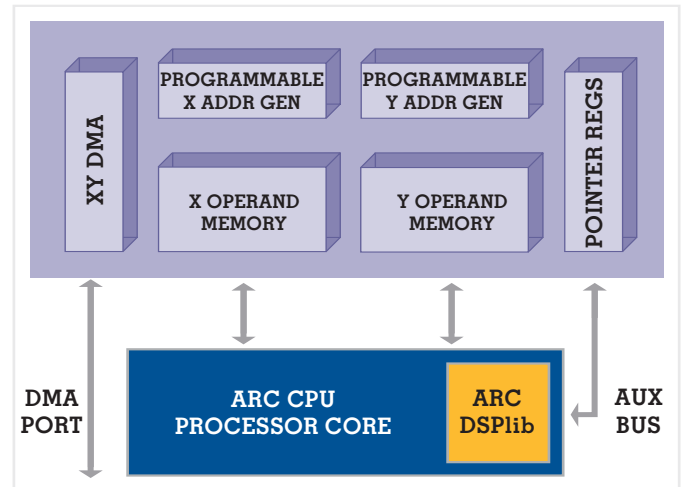 XY DMA
PROGRAMMABLE
X ADDR GEN
PROGRAMMABLE
Y ADDR GEN
POINTER REGS
X OPERAND
MEMORY
Y OPERAND
MEMORY
DMA
PORT
ARC CPU
PROCESSOR CORE
ARC
DSPlib
AUX
BUS